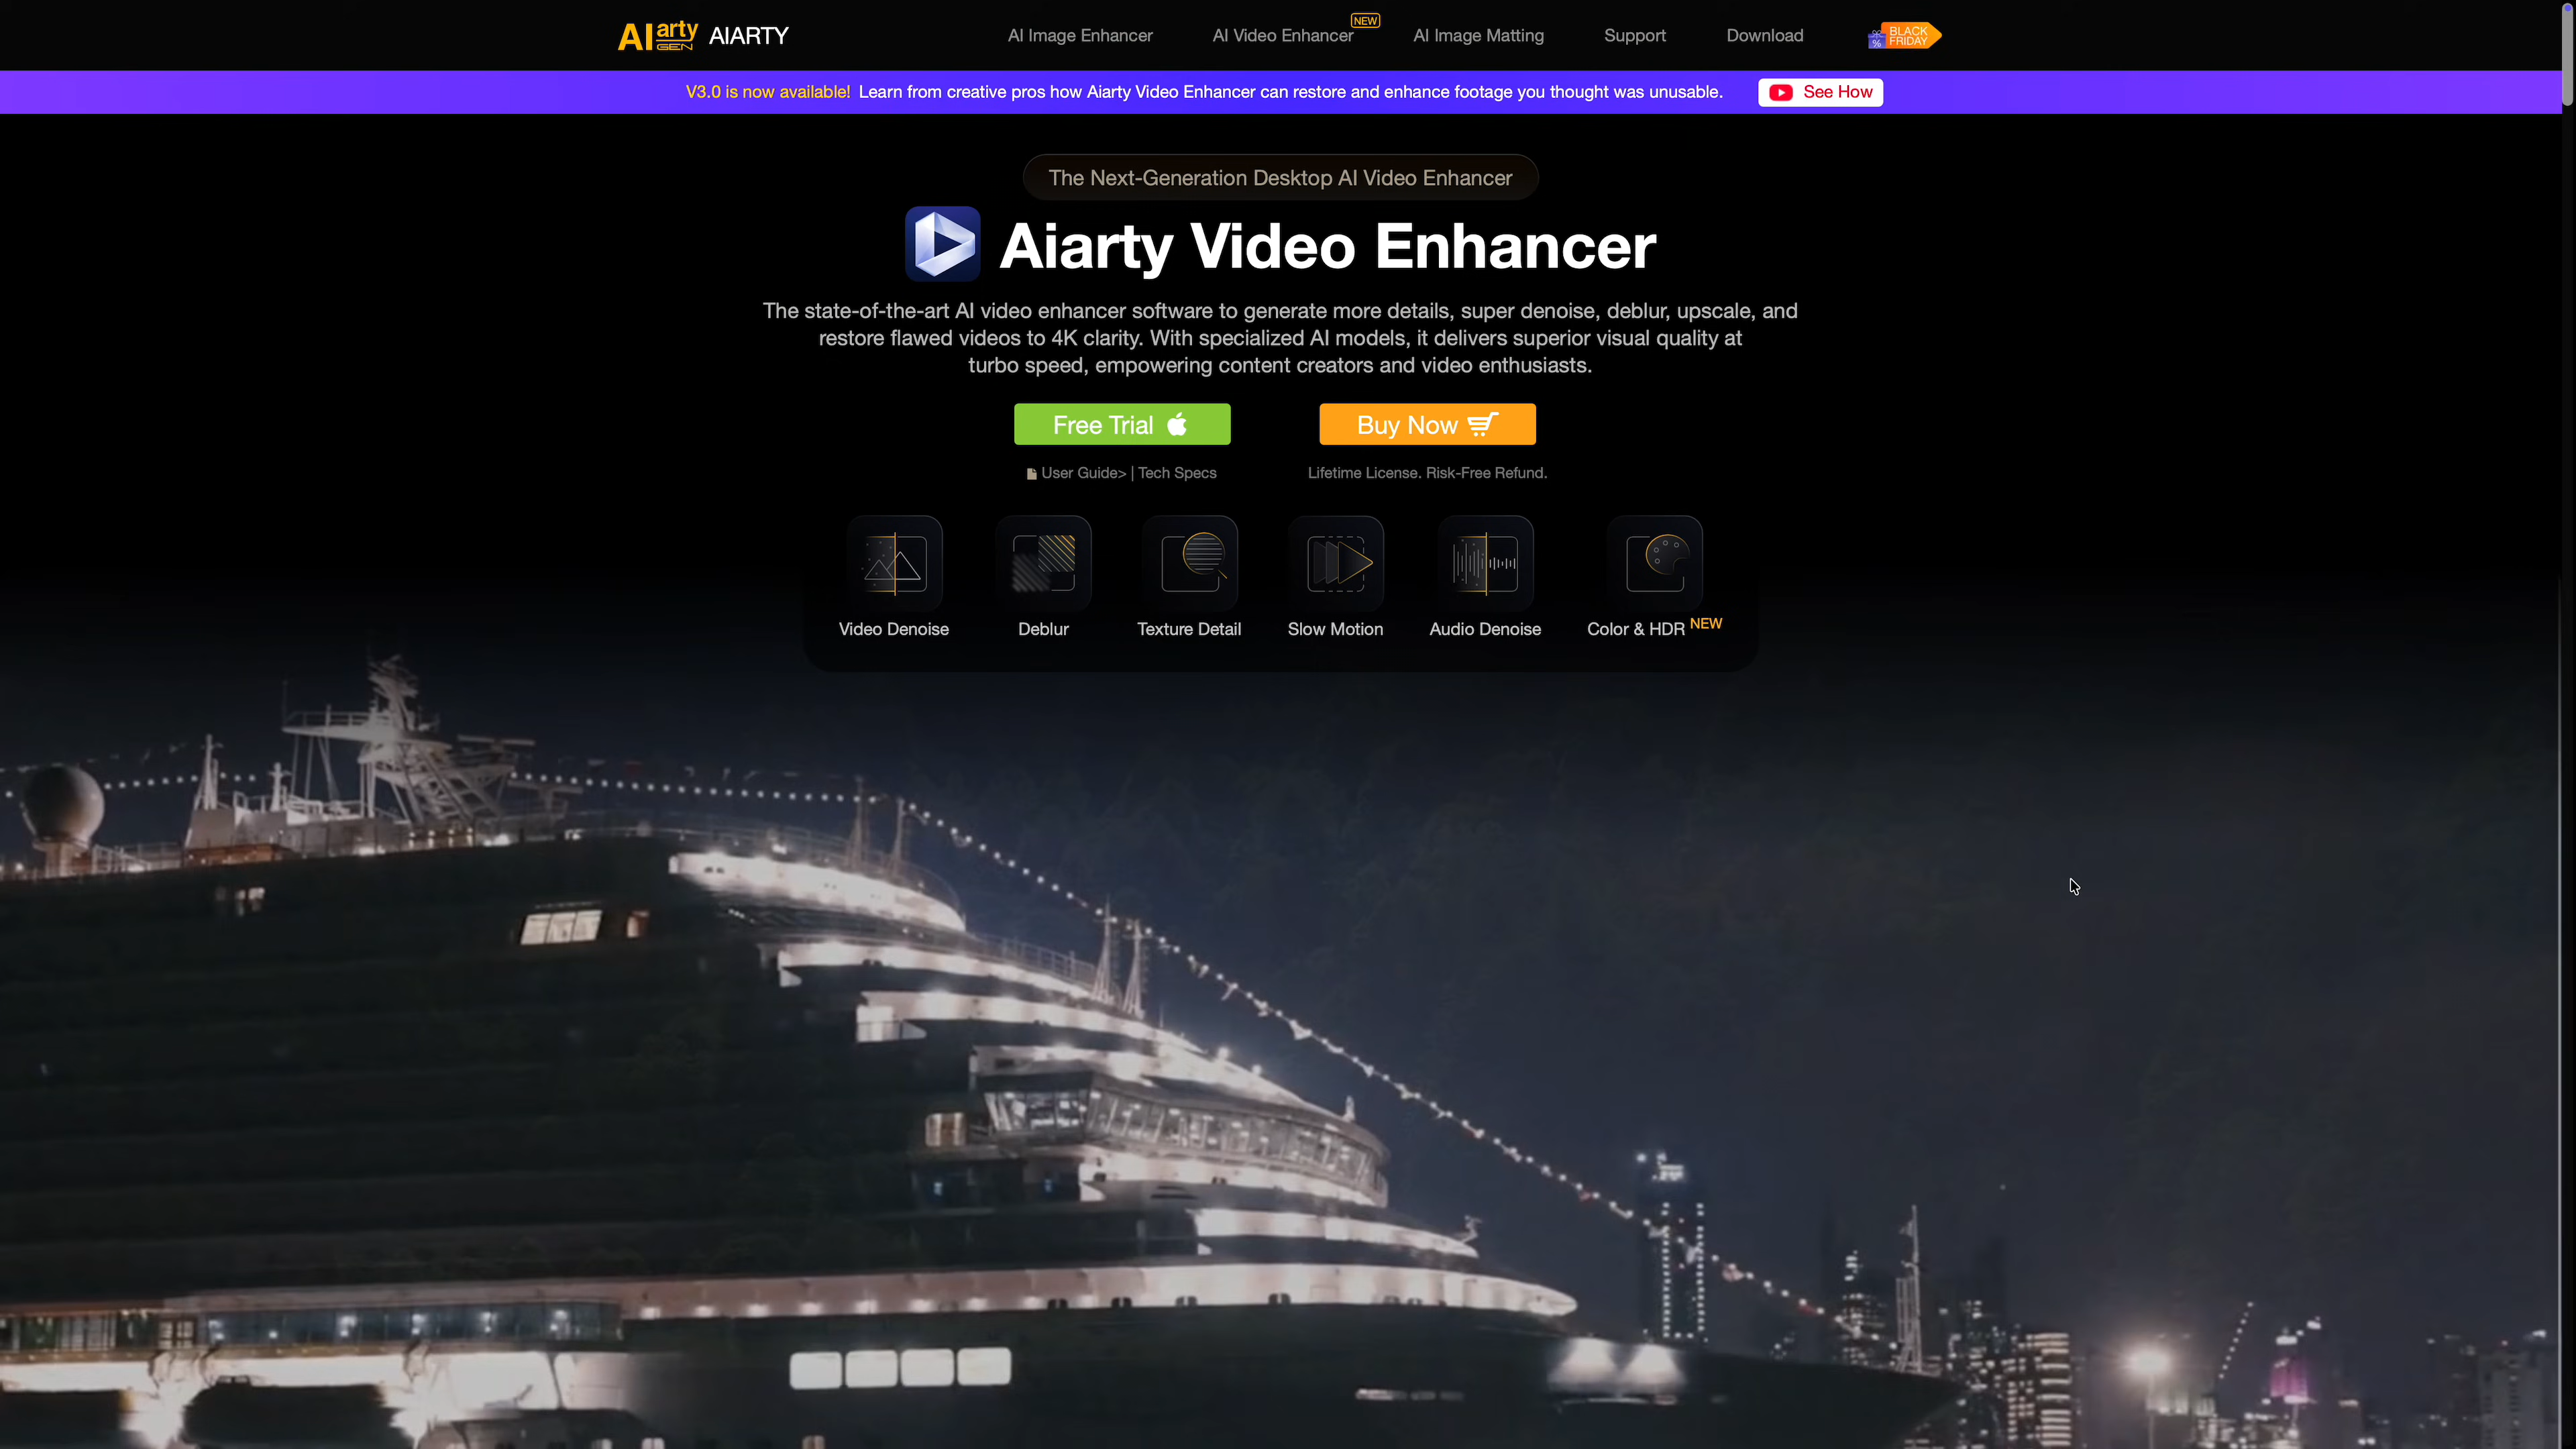 AIarty GEN AIARTY
AI Image Enhancer
AI Video Enhancer NEW
AI Image Matting
Support
Download
% BLACK FRIDAY
V3.0 is now available! Learn from creative pros how Aiarty Video Enhancer can restore and enhance footage you thought was unusable.
See How
The Next-Generation Desktop AI Video Enhancer
Aiarty Video Enhancer
The state-of-the-art AI video enhancer software to generate more details, super denoise, deblur, upscale, and
restore flawed videos to 4K clarity. With specialized AI models, it delivers superior visual quality at
turbo speed, empowering content creators and video enthusiasts.
Free Trial
Buy Now
User Guide> | Tech Specs
Lifetime License. Risk-Free Refund.
Video Denoise
Deblur
Texture Detail
Slow Motion
Audio Denoise
Color & HDR NEW